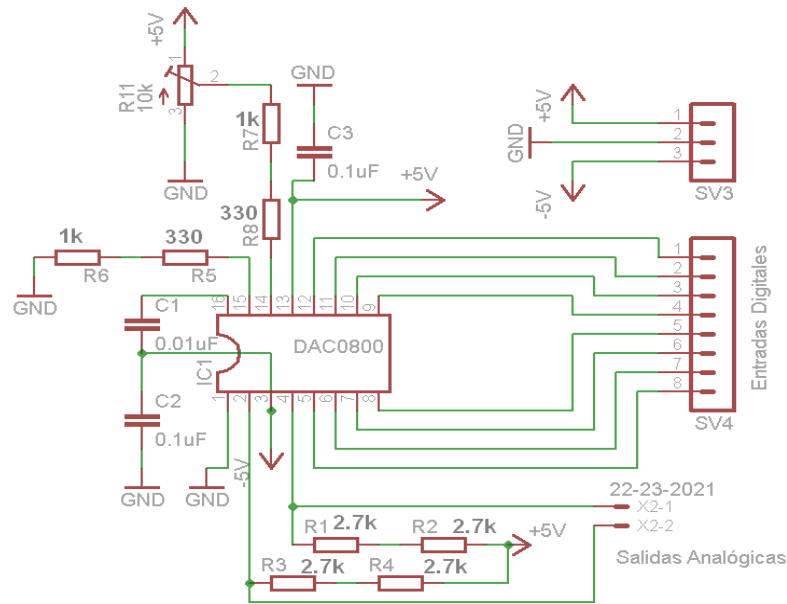 +5V
1
2
3
R11
10k
GND
1k
R7
330
R8
GND
C3
0.1uF
+5V
+5V
GND
-5V
1
2
3
SV3
1k
R6
330
R5
GND
16
15
14
13
12
11
10
9
C1
0.01uF
IC1
DAC0800
C2
0.1uF
GND
1
2
3
4
5
6
7
8
GND
-5V
1
2
3
4
5
6
7
8
SV4
Entradas Digitales
22-23-2021
X2-1
X2-2
Salidas Analógicas
R1
2.7k
R2
2.7k
+5V
R3
2.7k
R4
2.7k